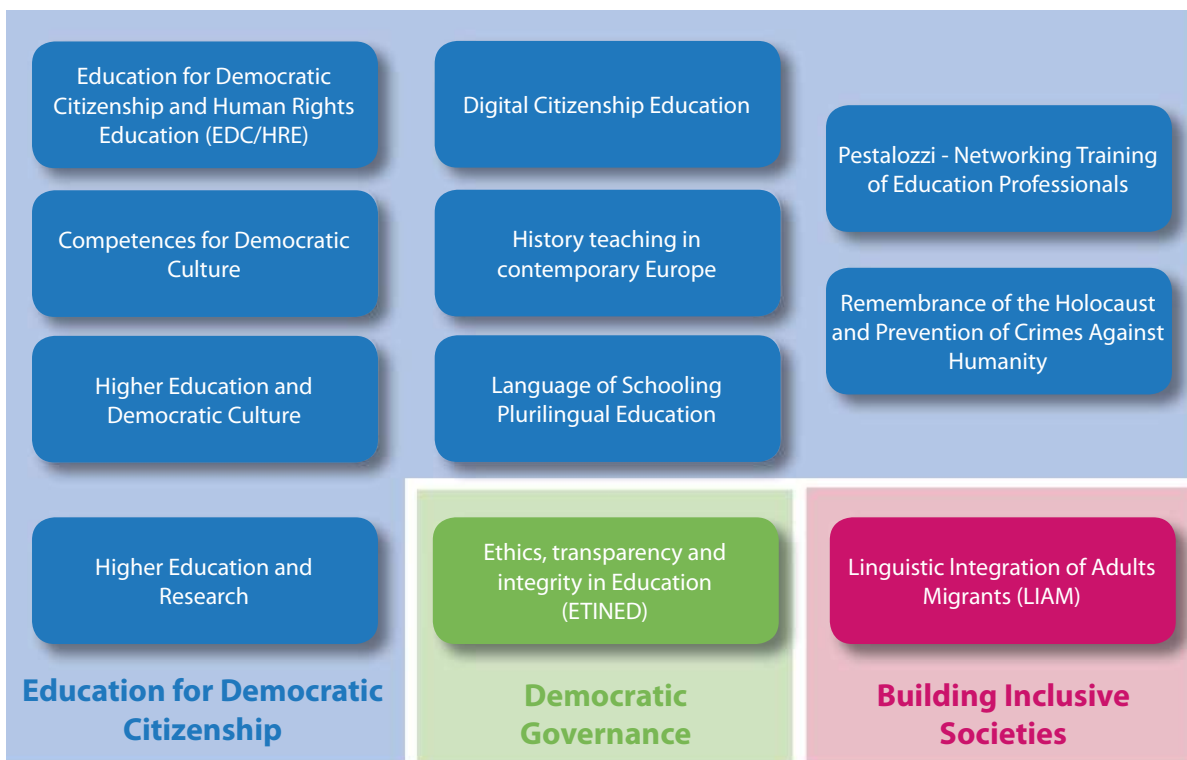 Education for Democratic
Citizenship and Human Rights
Education (EDC/HRE)
Competences for Democratic
Culture
Higher Education and
Democratic Culture
Higher Education and
Research
Education for Democratic
Citizenship
Digital Citizenship Education
History teaching in
contemporary Europe
Language of Schooling
Plurilingual Education
Pestalozzi - Networking Training
of Education Professionals
Remembrance of the Holocaust
and Prevention of Crimes Against
Humanity
Ethics, transparency and
integrity in Education
(ETINED)
Democratic
Governance
Linguistic Integration of Adults
Migrants (LIAM)
Building Inclusive
Societies